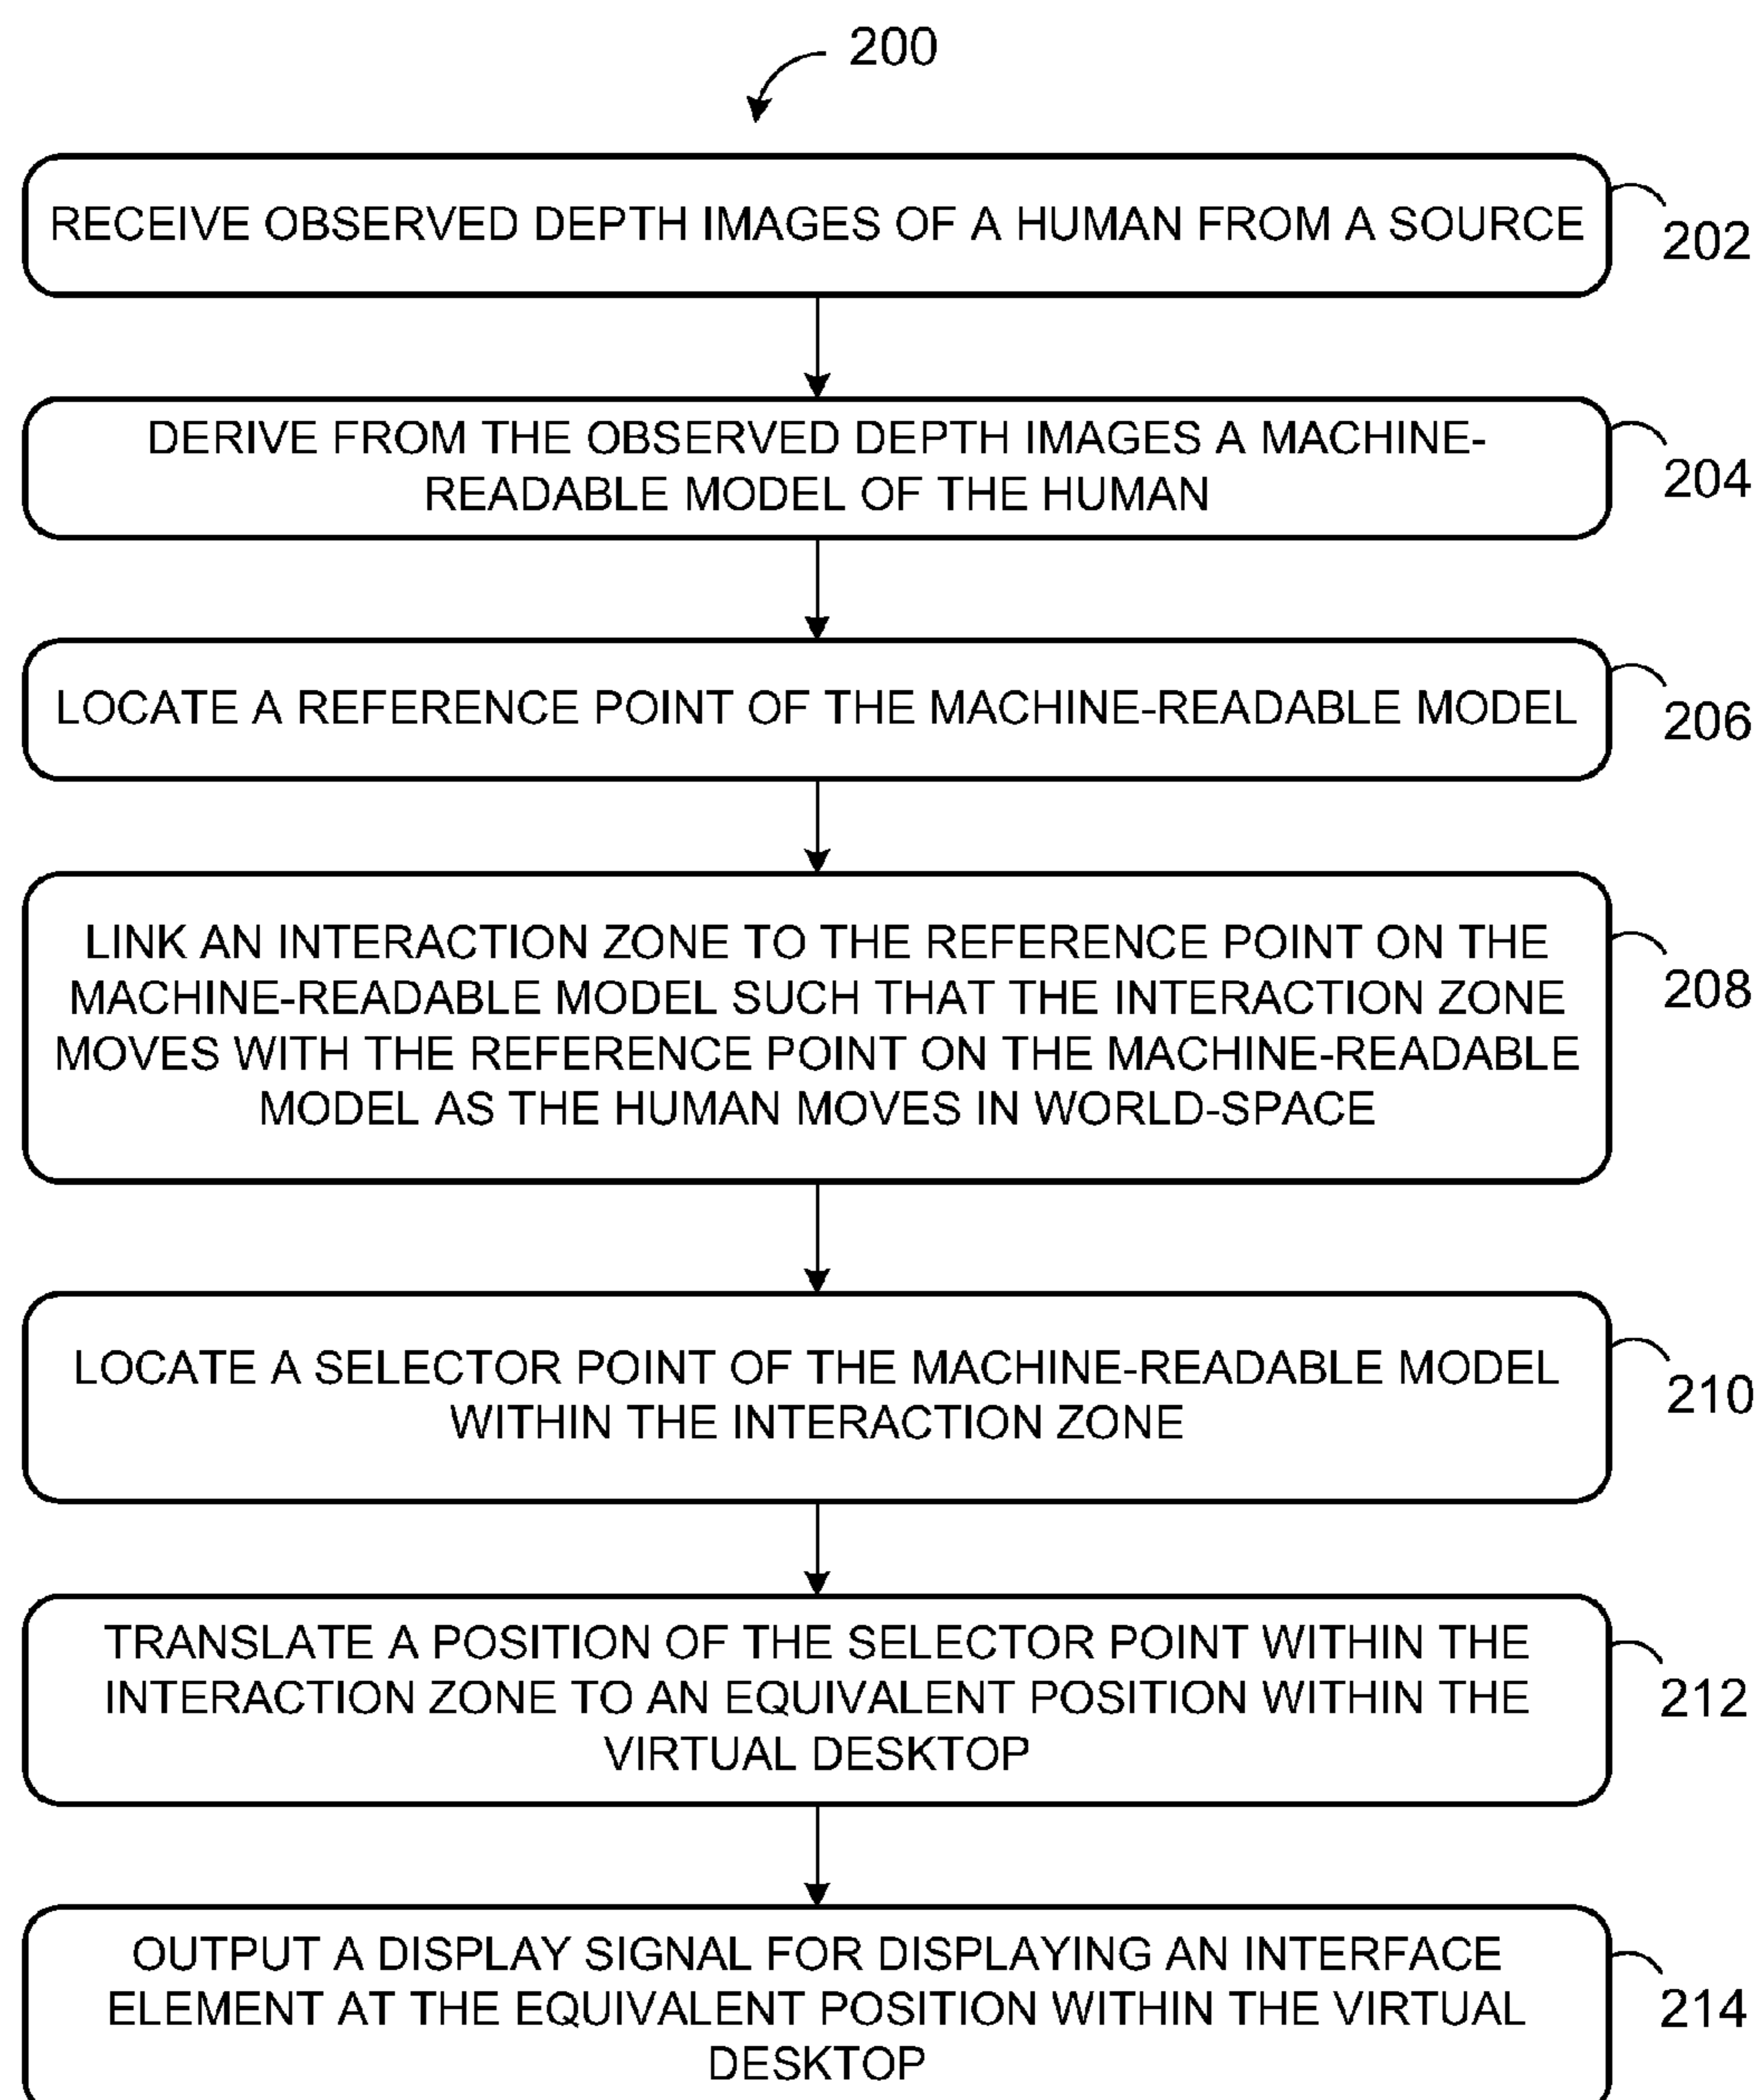 200
RECEIVE OBSERVED DEPTH IMAGES OF A HUMAN FROM A SOURCE
202
DERIVE FROM THE OBSERVED DEPTH IMAGES A MACHINE-
READABLE MODEL OF THE HUMAN
204
LOCATE A REFERENCE POINT OF THE MACHINE-READABLE MODEL
206
LINK AN INTERACTION ZONE TO THE REFERENCE POINT ON THE
MACHINE-READABLE MODEL SUCH THAT THE INTERACTION ZONE
MOVES WITH THE REFERENCE POINT ON THE MACHINE-READABLE
MODEL AS THE HUMAN MOVES IN WORLD-SPACE
208
LOCATE A SELECTOR POINT OF THE MACHINE-READABLE MODEL
WITHIN THE INTERACTION ZONE
210
TRANSLATE A POSITION OF THE SELECTOR POINT WITHIN THE
INTERACTION ZONE TO AN EQUIVALENT POSITION WITHIN THE
VIRTUAL DESKTOP
212
OUTPUT A DISPLAY SIGNAL FOR DISPLAYING AN INTERFACE
ELEMENT AT THE EQUIVALENT POSITION WITHIN THE VIRTUAL
DESKTOP
214